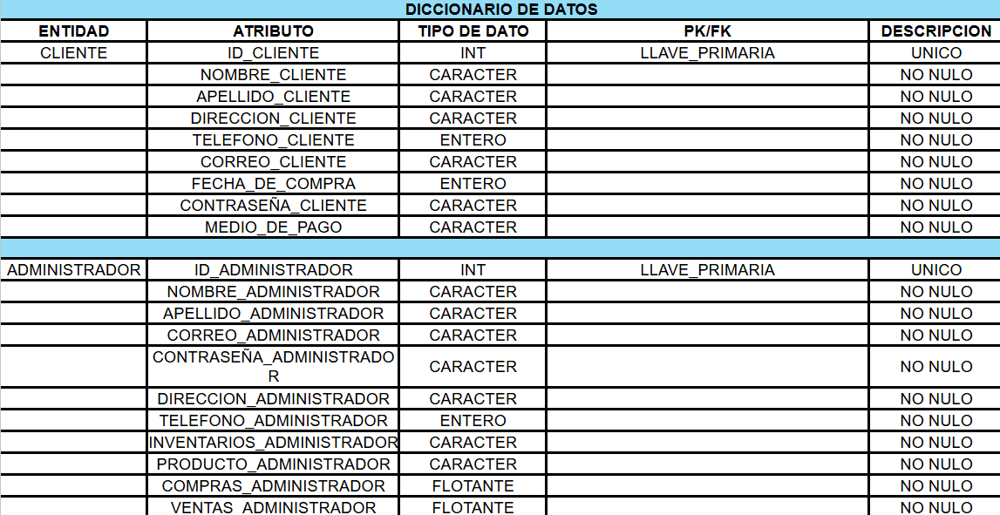 DICCIONARIO DE DATOS
ENTIDAD ATRIBUTO TIPO DE DATO PK/FK DESCRIPCION
CLIENTE ID_CLIENTE INT LLAVE_PRIMARIA UNICO
NOMBRE_CLIENTE CARACTER NO NULO
APELLIDO_CLIENTE CARACTER NO NULO
DIRECCION_CLIENTE CARACTER NO NULO
TELEFONO_CLIENTE ENTERO NO NULO
CORREO_CLIENTE CARACTER NO NULO
FECHA_DE_COMPRA ENTERO NO NULO
CONTRASEÑA_CLIENTE CARACTER NO NULO
MEDIO_DE_PAGO CARACTER NO NULO
ADMINISTRADOR ID_ADMINISTRADOR INT LLAVE_PRIMARIA UNICO
NOMBRE_ADMINISTRADOR CARACTER NO NULO
APELLIDO_ADMINISTRADOR CARACTER NO NULO
CORREO_ADMINISTRADOR CARACTER NO NULO
CONTRASEÑA_ADMINISTRADO
R CARACTER NO NULO
DIRECCION_ADMINISTRADOR CARACTER NO NULO
TELEFONO_ADMINISTRADOR ENTERO NO NULO
INVENTARIOS_ADMINISTRADOR CARACTER NO NULO
PRODUCTO_ADMINISTRADOR CARACTER NO NULO
COMPRAS_ADMINISTRADOR FLOTANTE NO NULO
VENTAS_ADMINISTRADOR FLOTANTE NO NULO